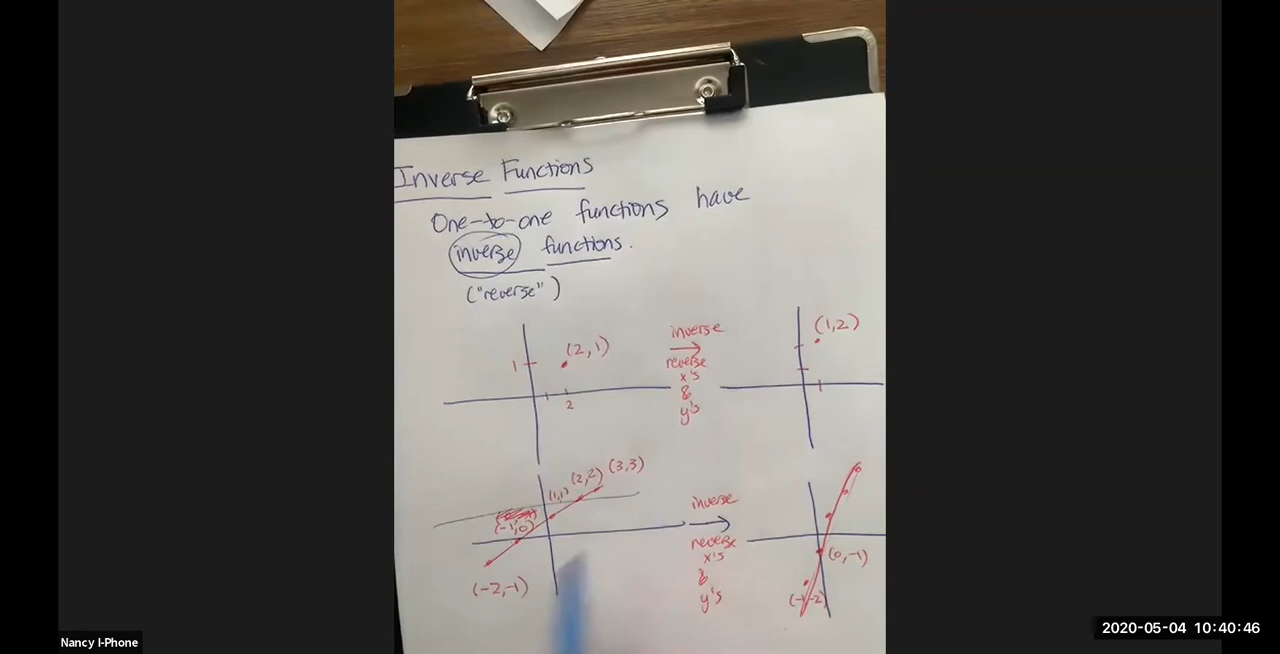 Inverse Functions
One-to-one functions have
inverse functions.
("reverse")
(2,1)
1
2
inverse
reverse
x's
&
y's
(1,2)
(3,3)
(2,2)
(1,1)
(-1,0)
(-2,-1)
inverse
reverse
x's
&
y's
(0,-1)
(-1,-2)
Nancy I-Phone
2020-05-04 10:40:46